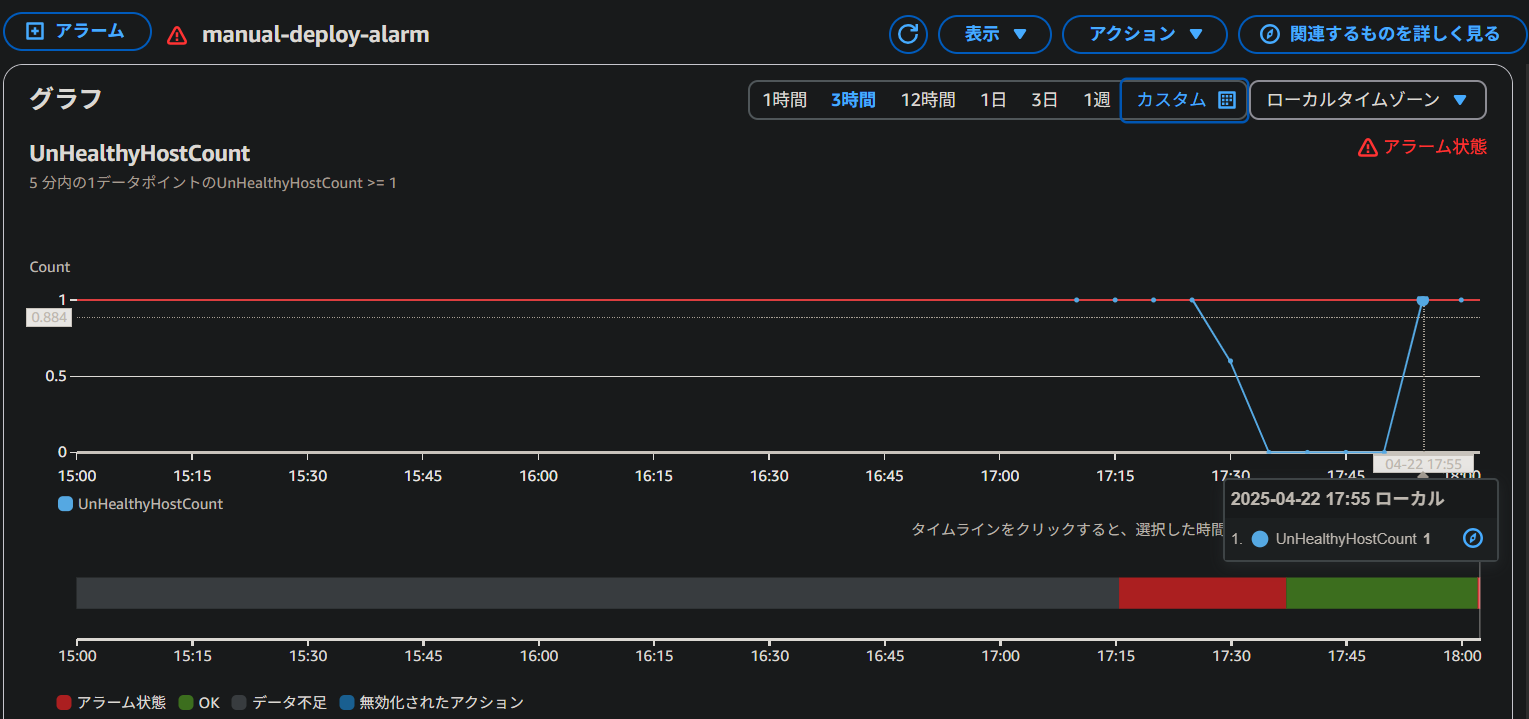 アラーム
manual-deploy-alarm
表示 ▼
アクション ▼
関連するものを詳しく見る
グラフ
1時間 3時間 12時間 1日 3日 1週 カスタム
ローカルタイムゾーン ▼
UnHealthyHostCount
アラーム状態
5 分内の1データポイントのUnHealthyHostCount >= 1
Count
1
0.884
0.5
0
15:00 15:15 15:30 15:45 16:00 16:15 16:30 16:45 17:00 17:15 17:30 17:45 18:00
04-22 17:55
UnHealthyHostCount
2025-04-22 17:55 ローカル
1. UnHealthyHostCount 1
タイムラインをクリックすると、選択した時間
15:00 15:15 15:30 15:45 16:00 16:15 16:30 16:45 17:00 17:15 17:30 17:45 18:00
アラーム状態 OK データ不足 無効化されたアクション